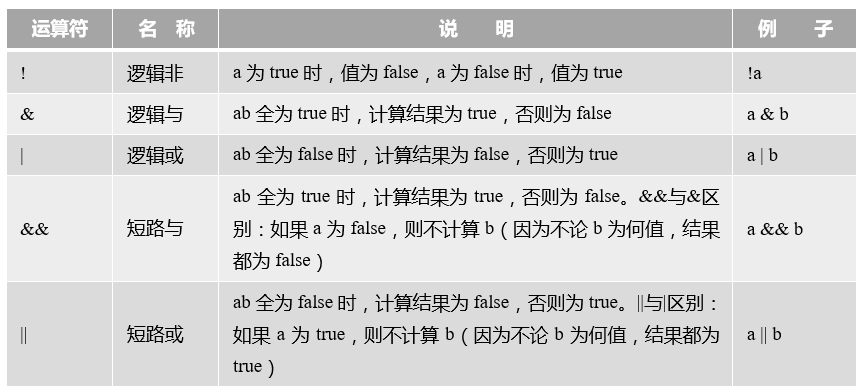 运算符 名 称 说 明 例 子
! 逻辑非 a 为 true 时，值为 false，a 为 false 时，值为 true !a
& 逻辑与 ab 全为 true 时，计算结果为 true，否则为 false a & b
| 逻辑或 ab 全为 false 时，计算结果为 false，否则为 true a | b
ab 全为 true 时，计算结果为 true，否则为 false。&&与&区
&& 短路与 别：如果 a 为 false，则不计算 b（因为不论 b 为何值，结果 a && b
都为 false）
ab 全为 false 时，计算结果为 false，否则为 true。||与|区别：
|| 短路或 如果 a 为 true，则不计算 b（因为不论 b 为何值，结果都为 a || b
true）